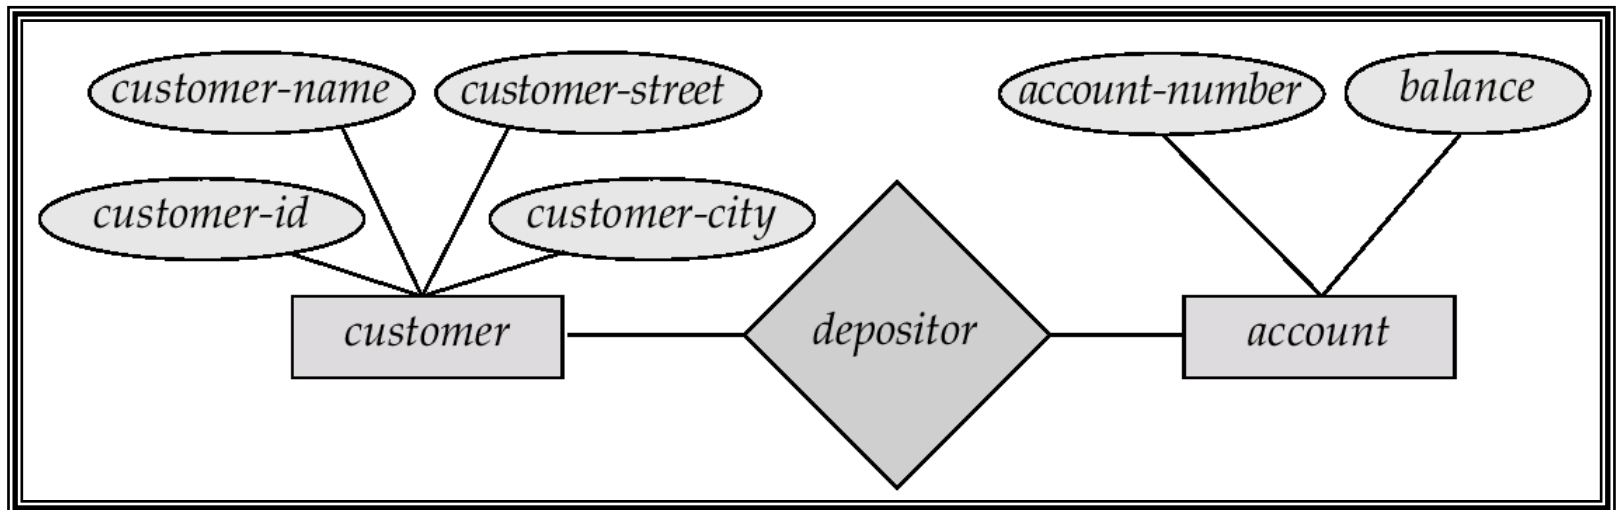 customer-name
customer-street
account-number
balance
customer-id
customer-city
customer
depositor
account